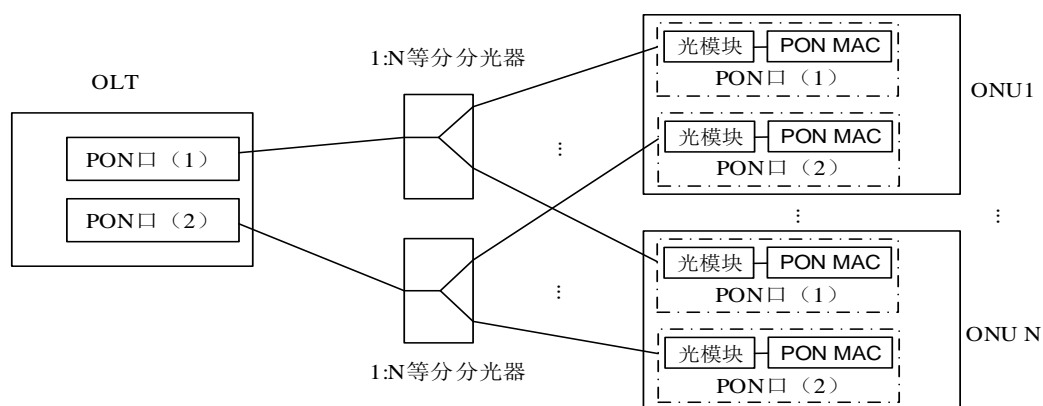 OLT
PON口（1）
PON口（2）
1:N等分分光器
⋮
⋮
1:N等分分光器
光模块 PON MAC
PON口（1）
光模块 PON MAC
PON口（2）
ONU1
⋮ ⋮
光模块 PON MAC
PON口（1）
光模块 PON MAC
PON口（2）
ONU N